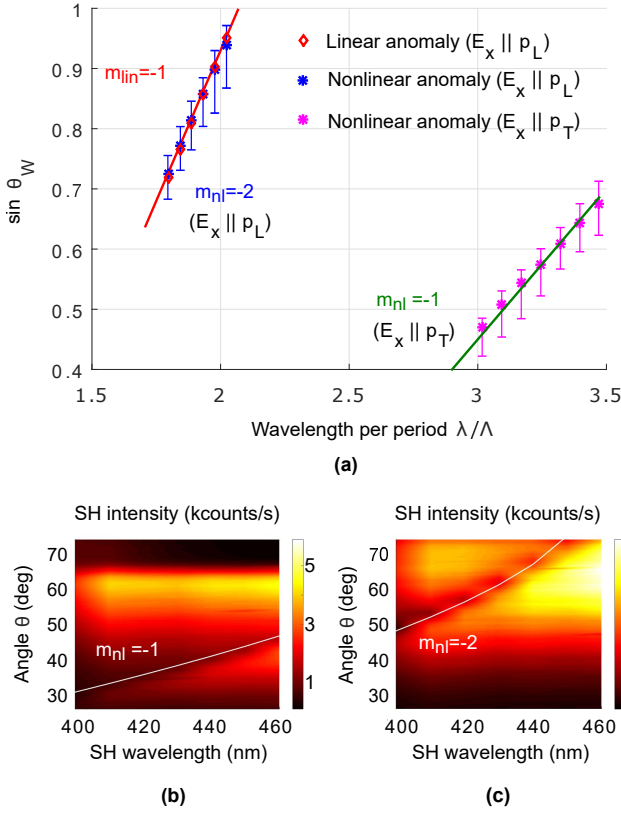 1
0.9
0.8
0.7
0.6
0.5
0.4
sin θ_W
m_lin=-1
Linear anomaly (E_x || p_L)
Nonlinear anomaly (E_x || p_L)
Nonlinear anomaly (E_x || p_T)
m_nl=-2
(E_x || p_L)
m_nl=-1
(E_x || p_T)
1.5 2 2.5 3 3.5
Wavelength per period λ/Λ
(a)
SH intensity (kcounts/s)
70
60
50
40
30
Angle θ (deg)
m_nl=-1
5
3
1
400 420 440 460
SH wavelength (nm)
(b)
SH intensity (kcounts/s)
70
60
50
40
30
Angle θ (deg)
m_nl=-2
400 420 440 460
SH wavelength (nm)
(c)